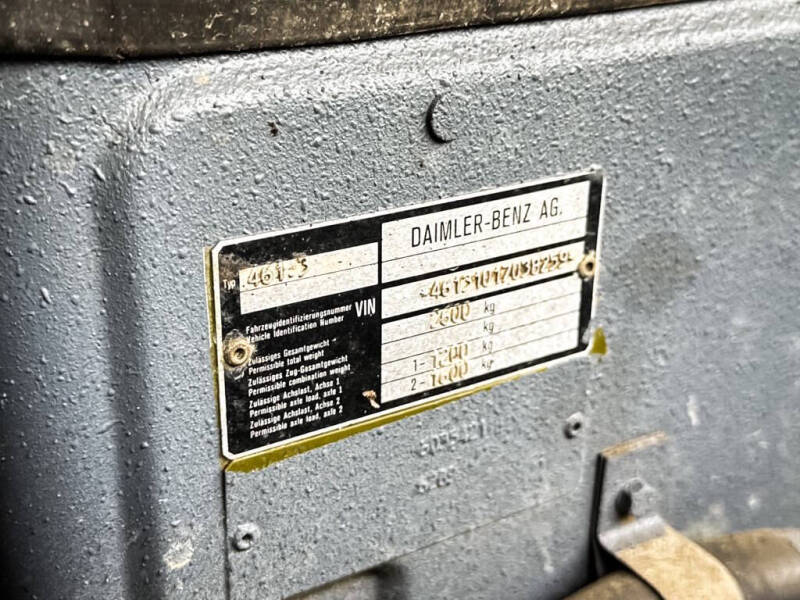 DAIMLER-BENZ AG.
Typ 461.3
Fahrzeugidentifizierungsnummer
Vehicle Identification Number VIN
Zulässiges Gesamtgewicht 2600 kg
Permissible total weight
Zulässiges Zug-Gesamtgewicht kg
Permissible combination weight
Zulässige Achslast, Achse 1 1- 1200 kg
Permissible axle load, axle 1
Zulässige Achslast, Achse 2 2- 1600 kg
Permissible axle load, axle 2